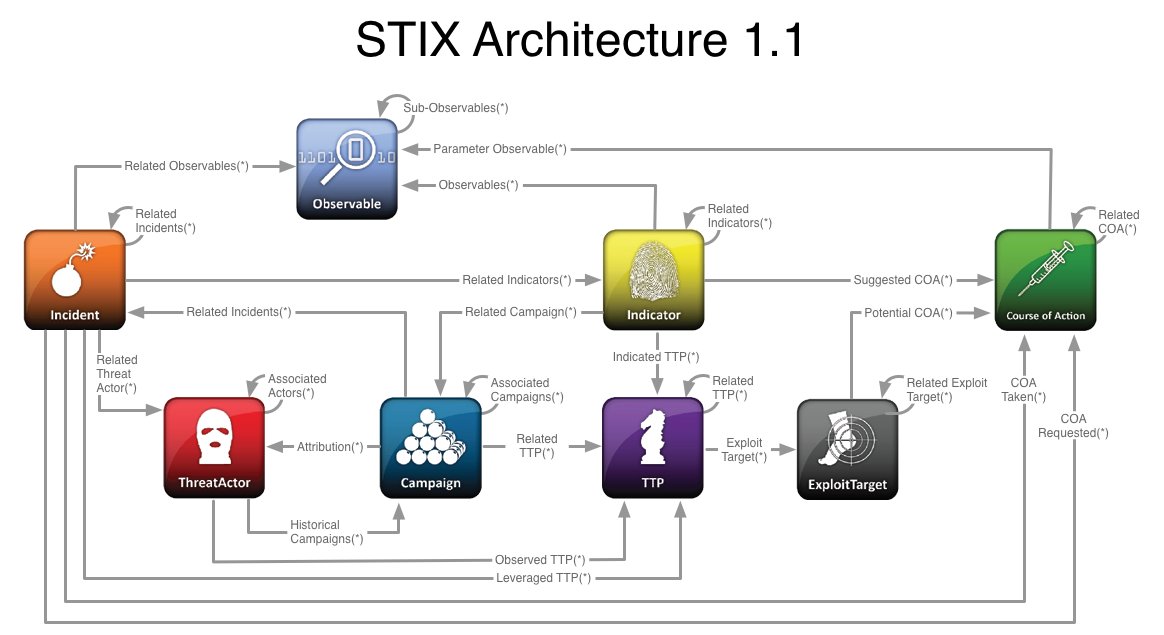 STIX Architecture 1.1
Sub-Observables(*)
Parameter Observable(*)
Related Observables(*)
1101 10
Observables(*)
Observable
Related
Incidents(*)
Related
Indicators(*)
Related
COA(*)
Related Indicators(*)
Suggested COA(*)
Incident
Related Incidents(*)
Related Campaign(*)
Indicator
Potential COA(*)
Course of Action
Related
Threat
Actor(*)
Indicated TTP(*)
Associated
Actors(*)
Associated
Campaigns(*)
Related
TTP(*)
Related Exploit
Target(*)
COA
Taken(*)
COA
Requested(*)
Attribution(*)
Related
TTP(*)
Exploit
Target(*)
ThreatActor
Campaign
TTP
ExploitTarget
Historical
Campaigns(*)
Observed TTP(*)
Leveraged TTP(*)